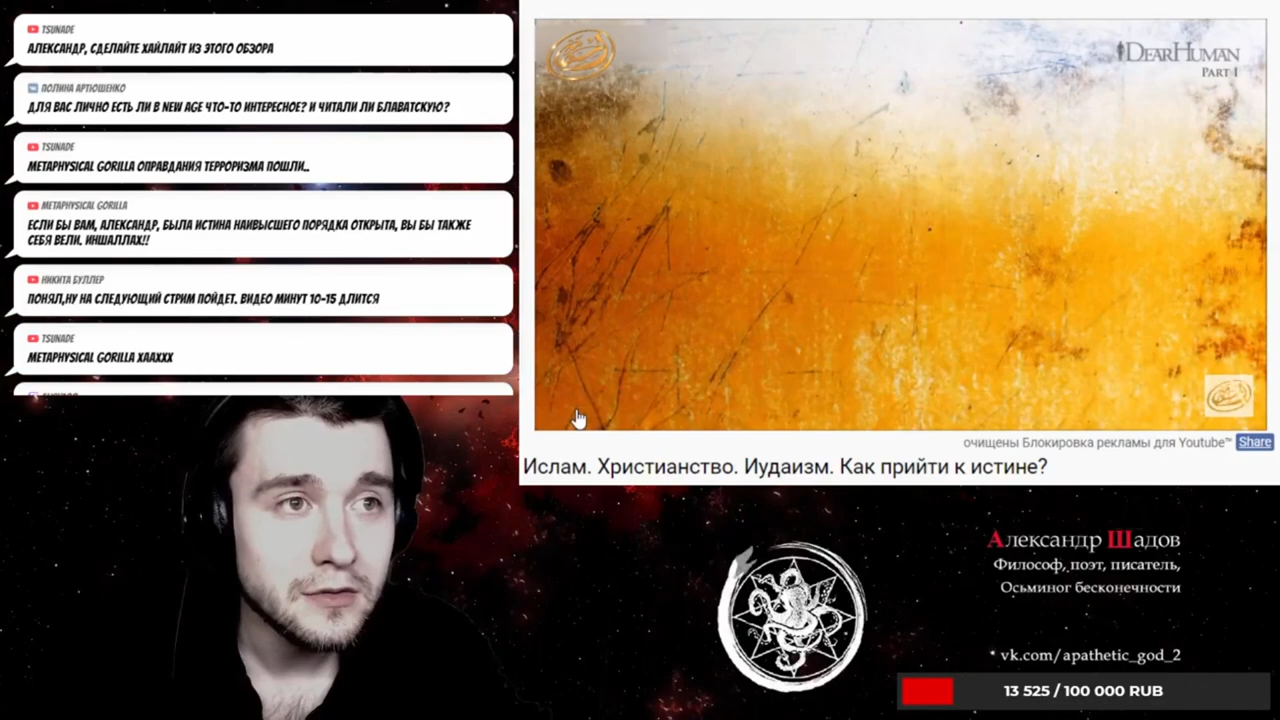 TSUNADE
АЛЕКСАНДР, СДЕЛАЙТЕ ХАЙЛАЙТ ИЗ ЭТОГО ОБЗОРА
ПОЛИНА АРТЮШЕНКО
ДЛЯ ВАС ЛИЧНО ЕСТЬ ЛИ В NEW AGE ЧТО-ТО ИНТЕРЕСНОЕ? И ЧИТАЛИ ЛИ БЛАВАТСКУЮ?
TSUNADE
METAPHYSICAL GORILLA ОПРАВДАНИЯ ТЕРРОРИЗМА ПОШЛИ..
METAPHYSICAL GORILLA
ЕСЛИ БЫ ВАМ, АЛЕКСАНДР, БЫЛА ИСТИНА НАИВЫСШЕГО ПОРЯДКА ОТКРЫТА, ВЫ БЫ ТАКЖЕ
СЕБЯ ВЕЛИ. ИНШАЛЛАХ!!
НИКИТА БУЛЛЕР
ПОНЯЛ,НУ НА СЛЕДУЮЩИЙ СТРИМ ПОЙДЕТ. ВИДЕО МИНУТ 10-15 ДЛИТСЯ
TSUNADE
METAPHYSICAL GORILLA ХААХХХ
DEARHUMAN
PART I
очищены Блокировка рекламы для Youtube™ Share
Ислам. Христианство. Иудаизм. Как прийти к истине?
Александр Шадов
Философ, поэт, писатель,
Осьминог бесконечности
* vk.com/apathetic_god_2
13 525 / 100 000 RUB